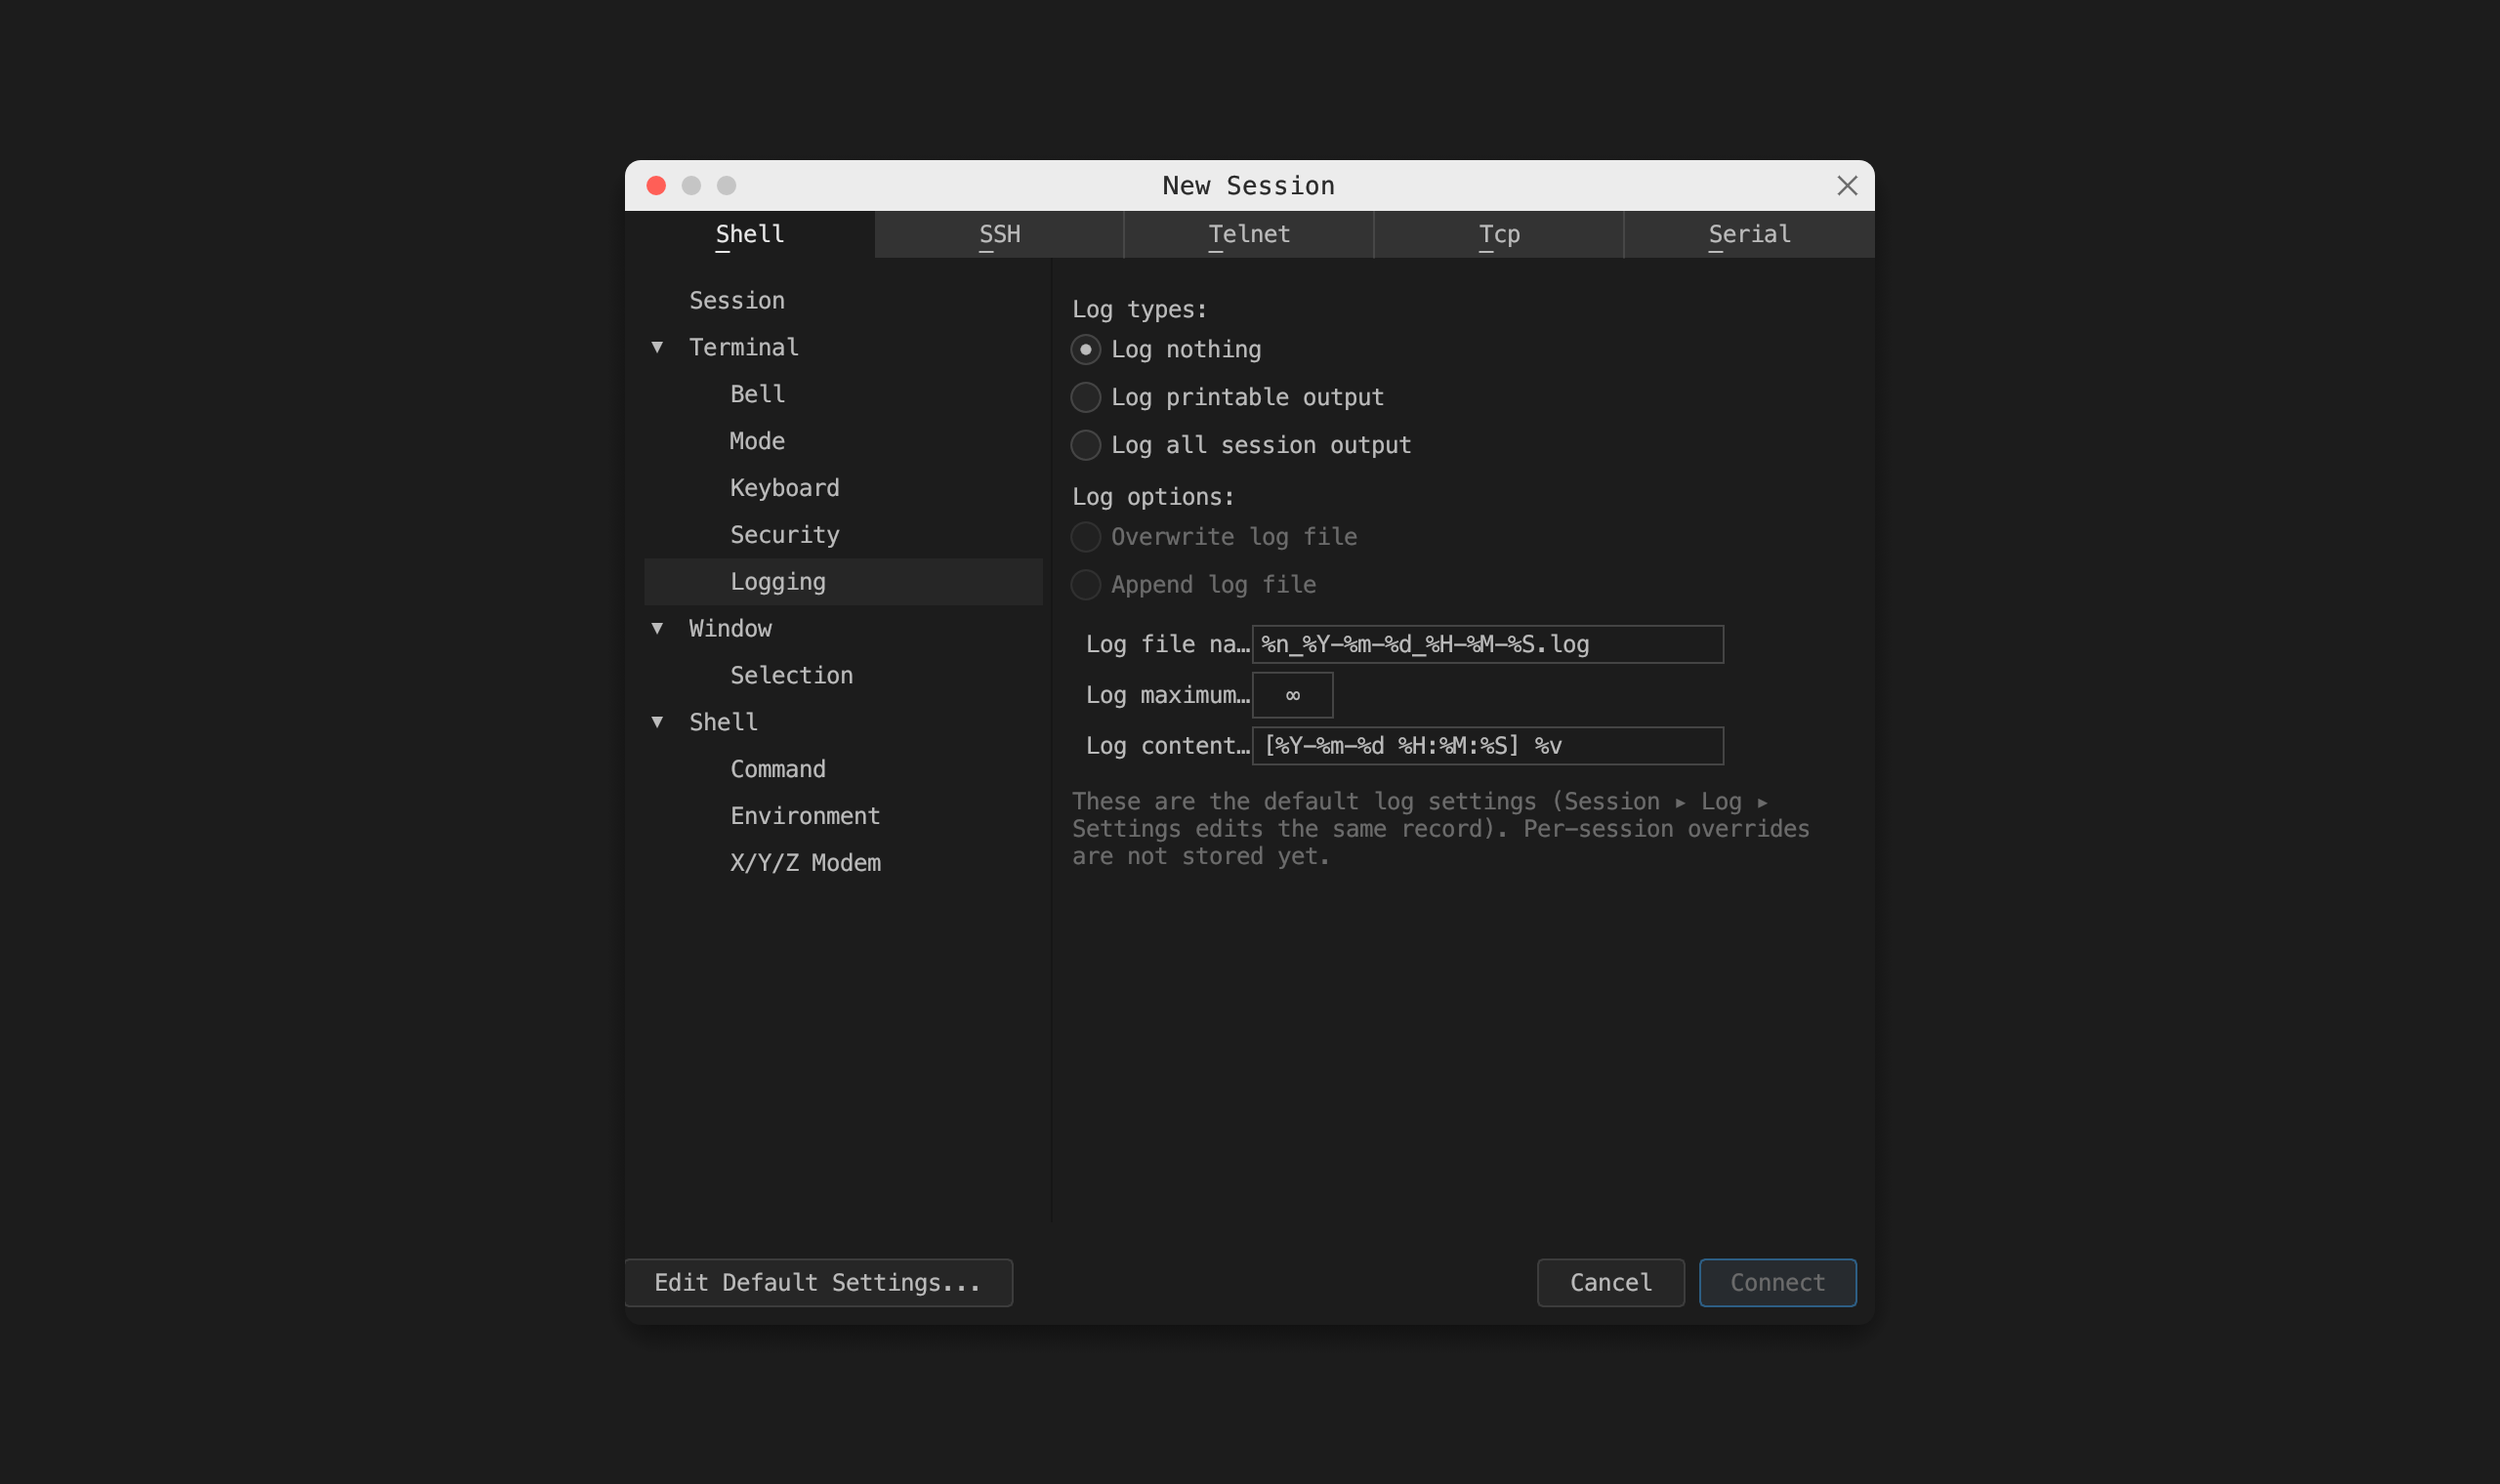 New Session
Shell SSH Telnet Tcp Serial
Session
Terminal
Bell
Mode
Keyboard
Security
Logging
Window
Selection
Shell
Command
Environment
X/Y/Z Modem
Log types:
Log nothing
Log printable output
Log all session output
Log options:
Overwrite log file
Append log file
Log file na… %n_%Y-%m-%d_%H-%M-%S.log
Log maximum… ∞
Log content… [%Y-%m-%d %H:%M:%S] %v
These are the default log settings (Session ▸ Log ▸
Settings edits the same record). Per-session overrides
are not stored yet.
Edit Default Settings... Cancel Connect